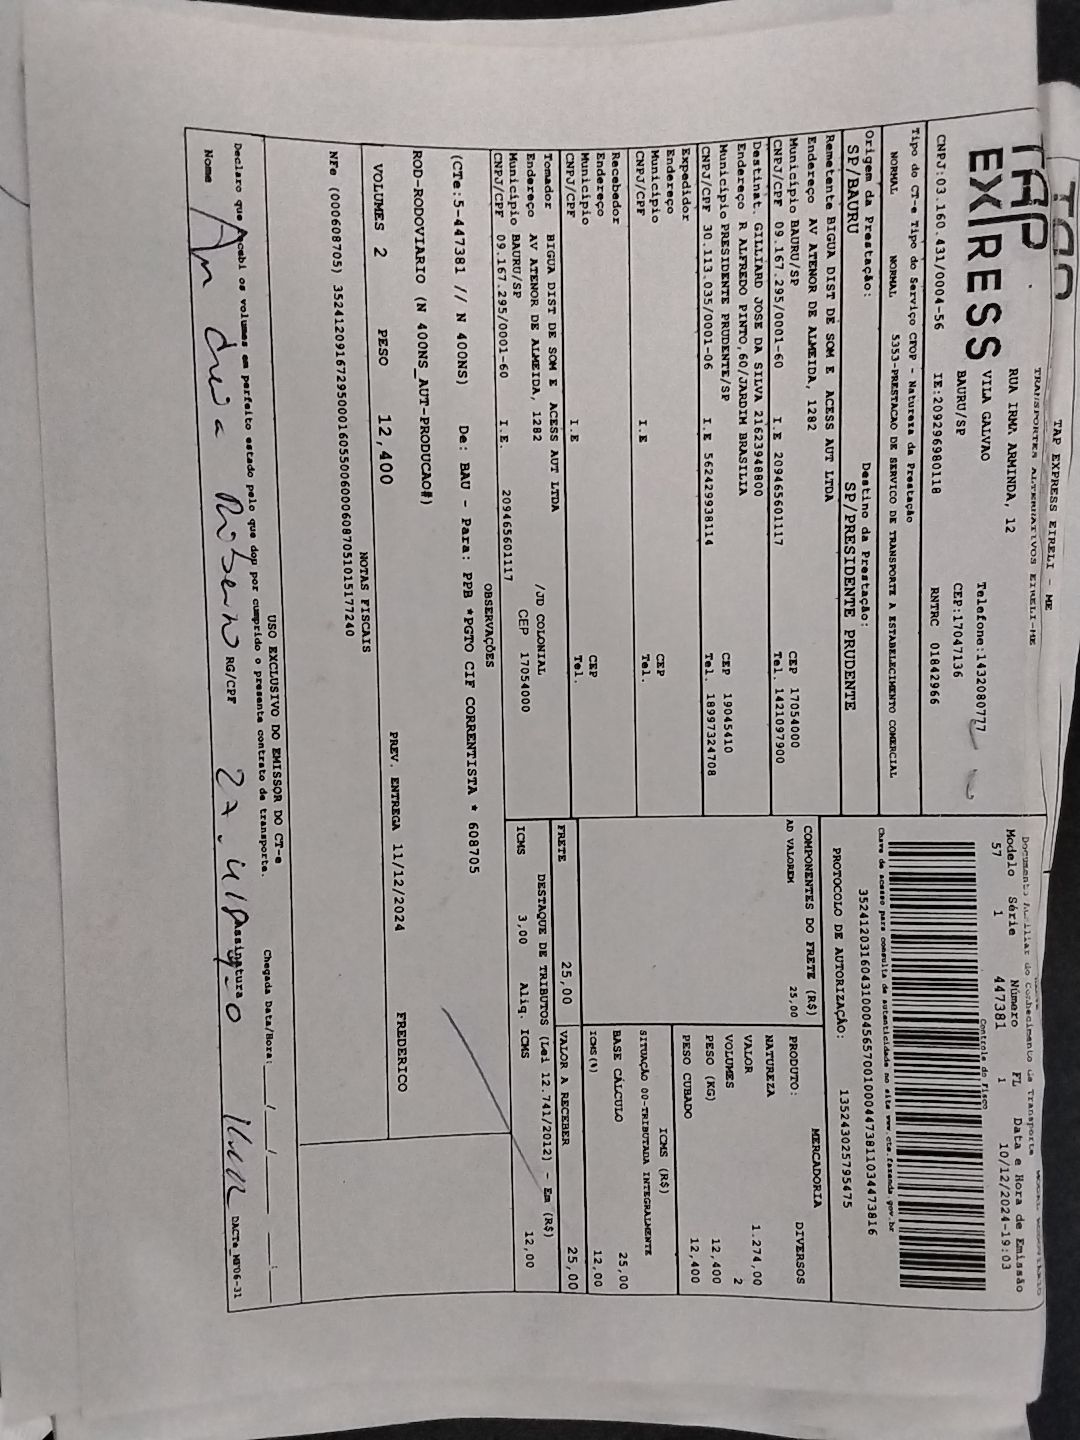 TAP EXPRESS EIRELI - ME
TRANSPORTES ALTERNATIVOS EIRELI-ME
TAP EXPRESS
RUA IRMA ARMINDA, 12
VILA GALVAO Telefone:1432080777
BAURU/SP CEP:17047136
CNPJ:03.160.431/0004-56 IE:209296980118 RNTRC 01842966
Documento Auxiliar do Conhecimento de Transporte
Modelo Série Número FL Data e Hora de Emissão
57 1 447381 1 10/12/2024-19:03
Controle do Fisco
Chave de acesso para consulta de autenticidade no site www.cte.fazenda.gov.br
35241203160431000456570010004473811034473816
PROTOCOLO DE AUTORIZAÇÃO: 135243025795475
Tipo do CT-e Tipo do Serviço CFOP - Natureza da Prestação
NORMAL NORMAL 5353-PRESTACAO DE SERVICO DE TRANSPORTE A ESTABELECIMENTO COMERCIAL
Origem da Prestação: Destino da Prestação:
SP/BAURU SP/PRESIDENTE PRUDENTE
Remetente BIGUA DIST DE SOM E ACESS AUT LTDA
Endereço AV ATENOR DE ALMEIDA, 1282
Município BAURU/SP CEP 17054000
CNPJ/CPF 09.167.295/0001-60 I.E 209465601117 Tel. 1421097900
Destinat. GILLIARD JOSE DA SILVA 21623948800
Endereço R ALFREDO PINTO,60/JARDIM BRASILIA
Município PRESIDENTE PRUDENTE/SP CEP 19045410
CNPJ/CPF 30.113.035/0001-06 I.E 562429938114 Tel. 18997324708
Expedidor
Endereço
Município CEP
CNPJ/CPF I.E Tel.
Recebedor
Endereço
Município CEP
CNPJ/CPF I.E Tel.
Tomador BIGUA DIST DE SOM E ACESS AUT LTDA
Endereço AV ATENOR DE ALMEIDA, 1282 /JD COLONIAL
Município BAURU/SP CEP 17054000
CNPJ/CPF 09.167.295/0001-60 I.E. 209465601117
COMPONENTES DO FRETE (R$)
AD VALOREM 25,00
MERCADORIA
PRODUTO: DIVERSOS
NATUREZA
VALOR 1.274,00
VOLUMES 2
PESO (KG) 12,400
PESO CUBADO 12,400
ICMS (R$)
SITUAÇÃO 00-TRIBUTADA INTEGRALMENTE
BASE CÁLCULO 25,00
ICMS(%) 12,00
FRETE 25,00 VALOR A RECEBER 25,00
DESTAQUE DE TRIBUTOS (Lei 12.741/2012) - Em (R$)
ICMS 3,00 Aliq. ICMS 12,00
OBSERVAÇÕES
(CTe:5-447381 // N 400NS) De: BAU - Para: PPB *PGTO CIF CORRENTISTA * 608705
ROD-RODOVIARIO (N 400NS_AUT-PRODUCAO#)
VOLUMES 2 PESO 12,400 PREV. ENTREGA 11/12/2024 FREDERICO
NOTAS FISCAIS
NFe (000608705) 35241209167295000160550060006087051015177240
USO EXCLUSIVO DO EMISSOR DO CT-e
Declaro que recebi os volumes em perfeito estado pelo que dou por cumprido o presente contrato de transporte. Chegada Data/Hora: __/__/__ __:__
Nome Andreia RG/CPF Assinatura
DACTe_MF06-31